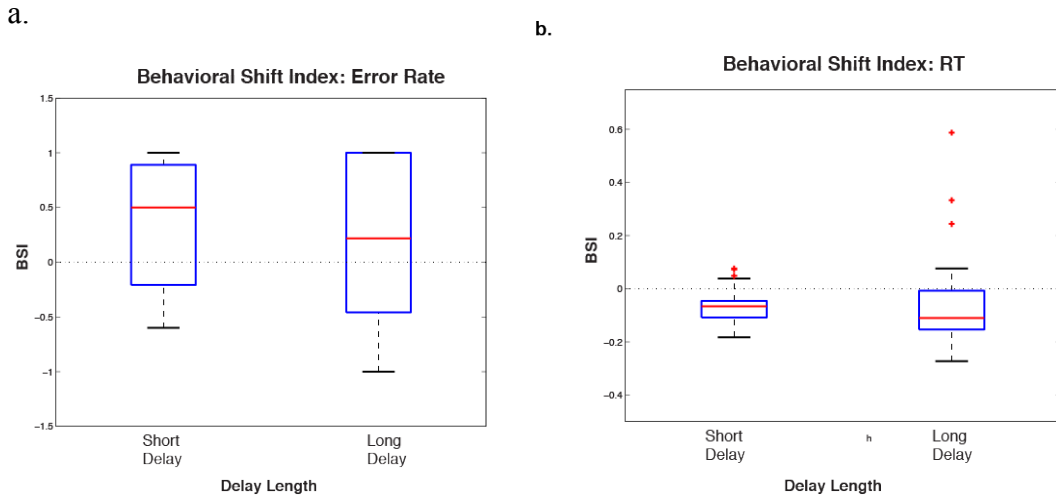 a.
Behavioral Shift Index: Error Rate
1.5
1
0.5
0
−0.5
−1
−1.5
BSI
Short
Delay
Long
Delay
Delay Length
b.
Behavioral Shift Index: RT
0.6
0.4
0.2
0
−0.2
−0.4
BSI
Short
Delay
h
Long
Delay
Delay Length